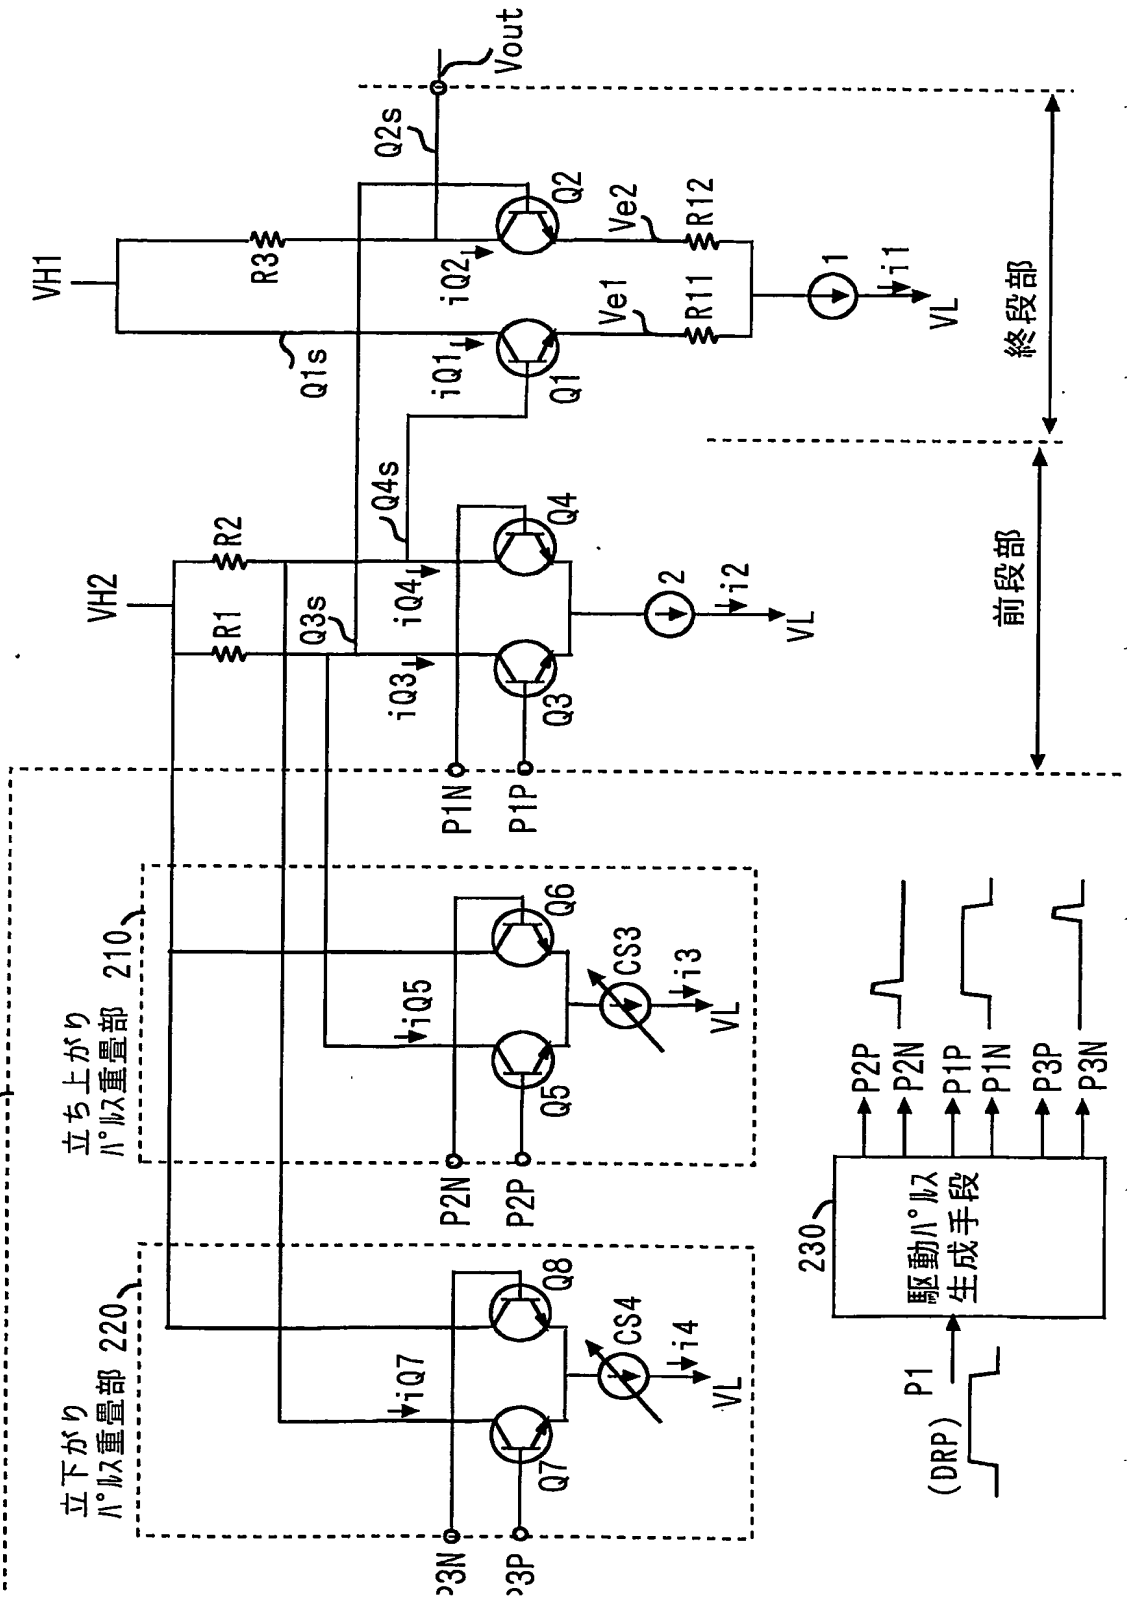 立下がり
パルス重畳部 220
立ち上がり
パルス重畳部 210
VH2
VH1
R1
R2
R3
Q1s
Q3s
Q4s
Q2s
Vout
iQ7
iQ5
iQ3
iQ4
iQ1
iQ2
P3N
P3P
P2N
P2P
P1N
P1P
Q7
Q8
Q5
Q6
Q3
Q4
Q1
Q2
Ve1
Ve2
R11
R12
CS4
i4
VL
CS3
i3
VL
2
i2
VL
1
i1
VL
前段部
終段部
P1
(DRP)
230
駆動パルス
生成手段
P2P
P2N
P1P
P1N
P3P
P3N